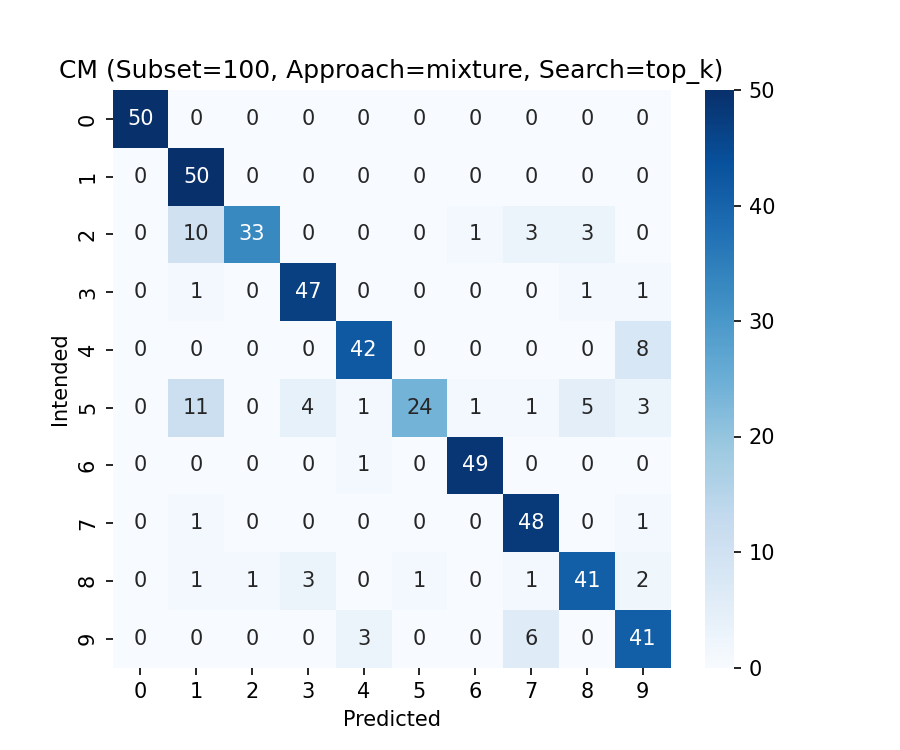 CM (Subset=100, Approach=mixture, Search=top_k)
0 50 0 0 0 0 0 0 0 0 0
1 0 50 0 0 0 0 0 0 0 0
2 0 10 33 0 0 0 1 3 3 0
3 0 1 0 47 0 0 0 0 1 1
4 0 0 0 0 42 0 0 0 0 8
5 0 11 0 4 1 24 1 1 5 3
6 0 0 0 0 1 0 49 0 0 0
7 0 1 0 0 0 0 0 48 0 1
8 0 1 1 3 0 1 0 1 41 2
9 0 0 0 0 3 0 0 6 0 41
0 1 2 3 4 5 6 7 8 9
Predicted
Intended
50
40
30
20
10
0